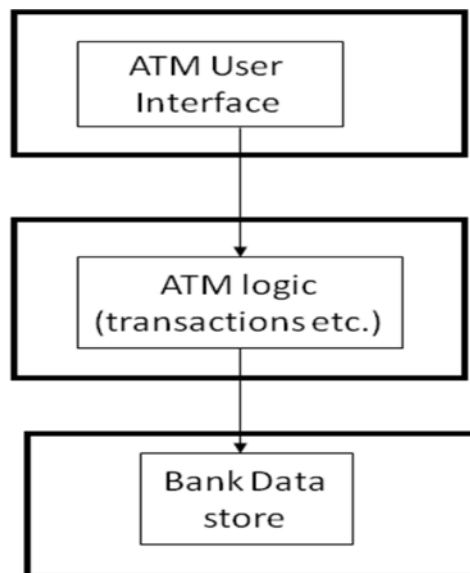 ATM User
Interface
ATM logic
(transactions etc.)
Bank Data
store